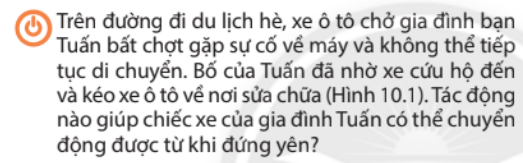 Trên đường đi du lịch hè, xe ô tô chở gia đình bạn
Tuấn bất chợt gặp sự cố về máy và không thể tiếp
tục di chuyển. Bố của Tuấn đã nhờ xe cứu hộ đến
và kéo xe ô tô về nơi sửa chữa (Hình 10.1). Tác động
nào giúp chiếc xe của gia đình Tuấn có thể chuyển
động được từ khi đứng yên?